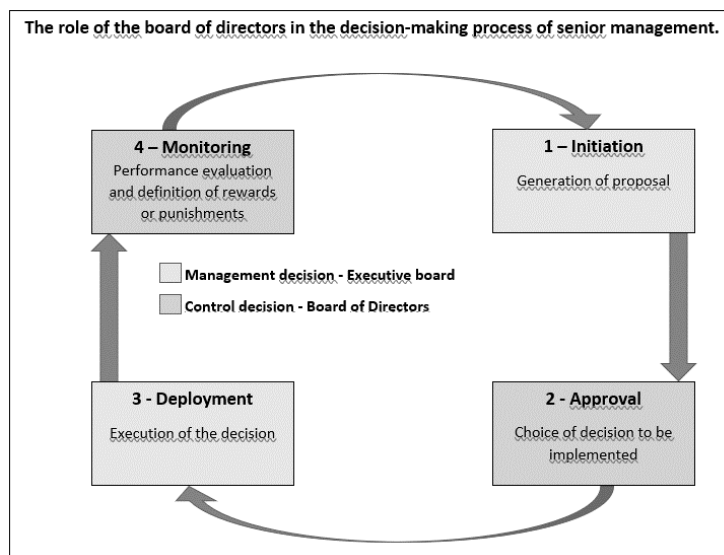 The role of the board of directors in the decision-making process of senior management.
4 – Monitoring
Performance evaluation
and definition of rewards
or punishments
1 – Initiation
Generation of proposal
Management decision - Executive board
Control decision - Board of Directors
3 - Deployment
Execution of the decision
2 - Approval
Choice of decision to be
implemented